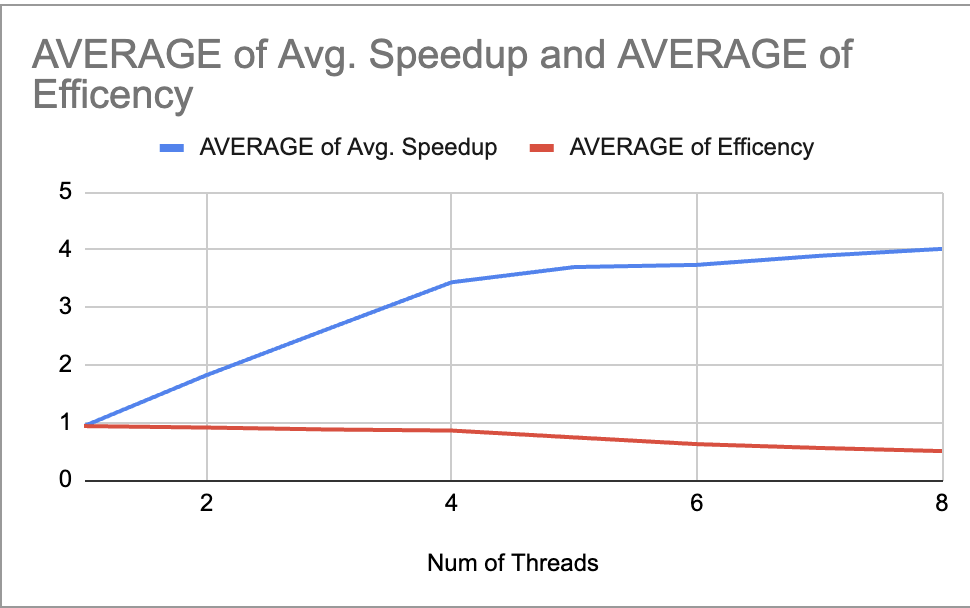 AVERAGE of Avg. Speedup and AVERAGE of
Efficency
AVERAGE of Avg. Speedup AVERAGE of Efficency
5
4
3
2
1
0
2 4 6 8
Num of Threads